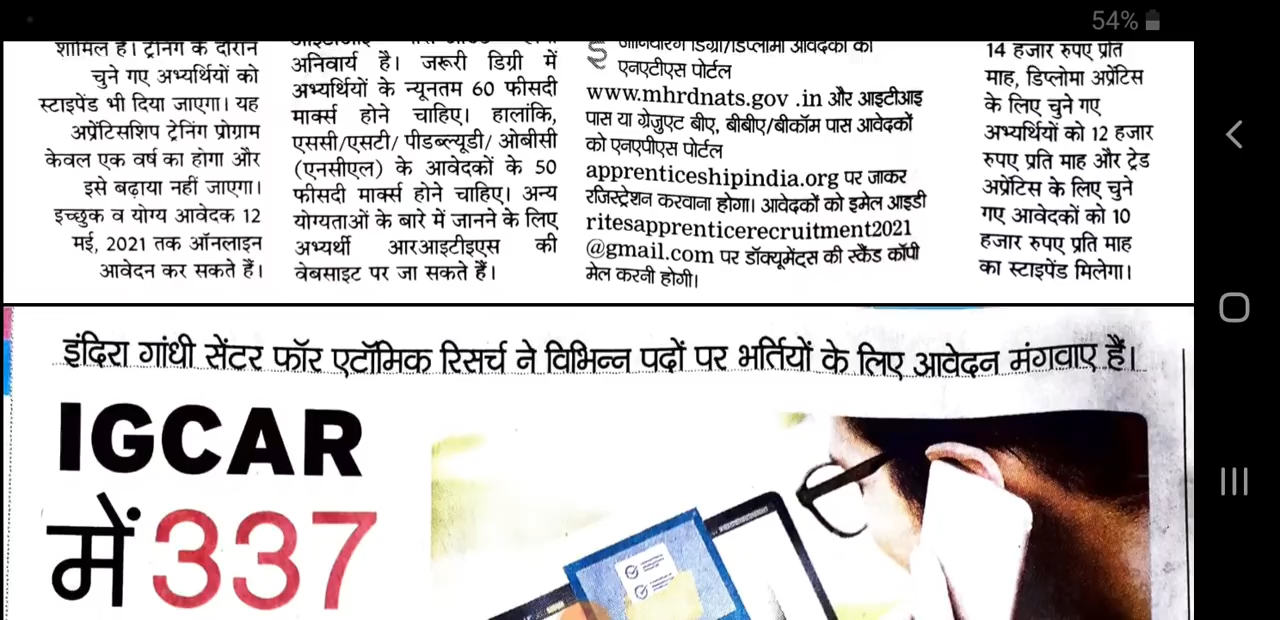 54%
शामिल है। ट्रेनिंग के दौरान
चुने गए अभ्यर्थियों को
स्टाइपेंड भी दिया जाएगा। यह
अप्रेंटिसशिप ट्रेनिंग प्रोग्राम
केवल एक वर्ष का होगा और
इसे बढ़ाया नहीं जाएगा।
इच्छुक व योग्य आवेदक 12
मई, 2021 तक ऑनलाइन
आवेदन कर सकते हैं।
अनिवार्य है। जरूरी डिग्री में
अभ्यर्थियों के न्यूनतम 60 फीसदी
मार्क्स होने चाहिए। हालांकि,
एससी/एसटी/ पीडब्ल्यूडी/ ओबीसी
(एनसीएल) के आवेदकों के 50
फीसदी मार्क्स होने चाहिए। अन्य
योग्यताओं के बारे में जानने के लिए
अभ्यर्थी आरआइटीइएस की
वेबसाइट पर जा सकते हैं।
डिग्री/डिप्लोमा आवेदकों को
एनएटीएस पोर्टल
www.mhrdnats.gov .in और आइटीआइ
पास या ग्रेजुएट बीए, बीबीए/बीकॉम पास आवेदकों
को एनएपीएस पोर्टल
apprenticeshipindia.org पर जाकर
रजिस्ट्रेशन करवाना होगा। आवेदकों को इमेल आइडी
ritesapprenticerecruitment2021
@gmail.com पर डॉक्यूमेंट्स की स्कैंड कॉपी
मेल करनी होगी।
14 हजार रुपए प्रति
माह, डिप्लोमा अप्रेंटिस
के लिए चुने गए
अभ्यर्थियों को 12 हजार
रुपए प्रति माह और ट्रेड
अप्रेंटिस के लिए चुने
गए आवेदकों को 10
हजार रुपए प्रति माह
का स्टाइपेंड मिलेगा।
इंदिरा गांधी सेंटर फॉर एटॉमिक रिसर्च ने विभिन्न पदों पर भर्तियों के लिए आवेदन मंगवाए हैं।
IGCAR
में 337